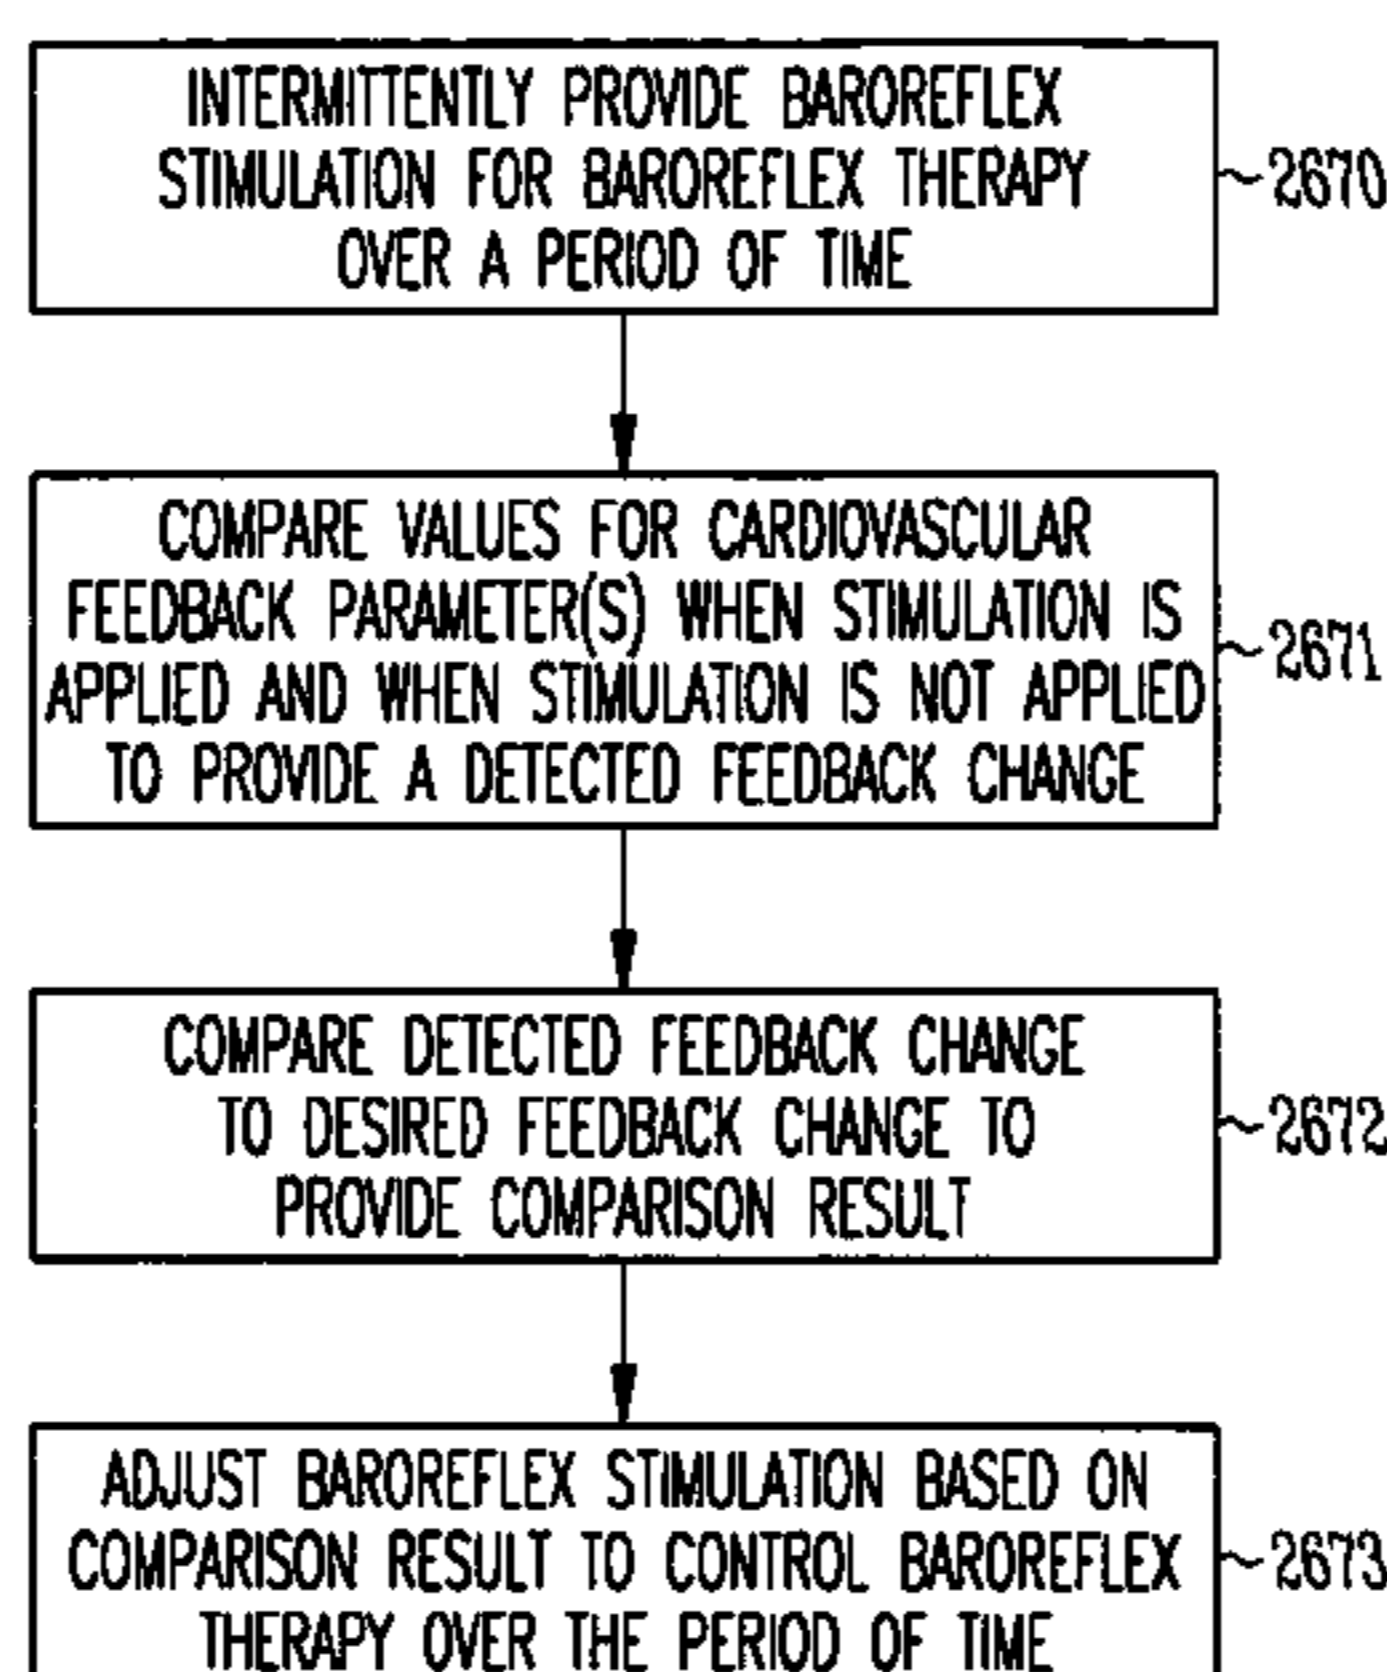 INTERMITTENTLY PROVIDE BAROREFLEX
STIMULATION FOR BAROREFLEX THERAPY
OVER A PERIOD OF TIME
2670
COMPARE VALUES FOR CARDIOVASCULAR
FEEDBACK PARAMETER(S) WHEN STIMULATION IS
APPLIED AND WHEN STIMULATION IS NOT APPLIED
TO PROVIDE A DETECTED FEEDBACK CHANGE
2671
COMPARE DETECTED FEEDBACK CHANGE
TO DESIRED FEEDBACK CHANGE TO
PROVIDE COMPARISON RESULT
2672
ADJUST BAROREFLEX STIMULATION BASED ON
COMPARISON RESULT TO CONTROL BAROREFLEX
THERAPY OVER THE PERIOD OF TIME
2673